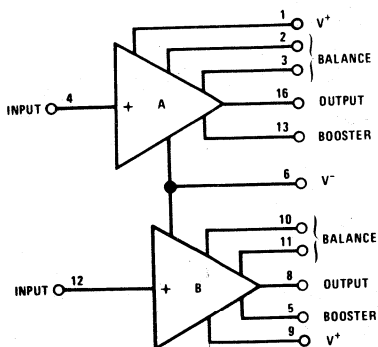 1 V+
2
BALANCE
3
INPUT 4 + A 16 OUTPUT
13 BOOSTER
6 V-
10
BALANCE
11
INPUT 12 + B 8 OUTPUT
5 BOOSTER
9 V+